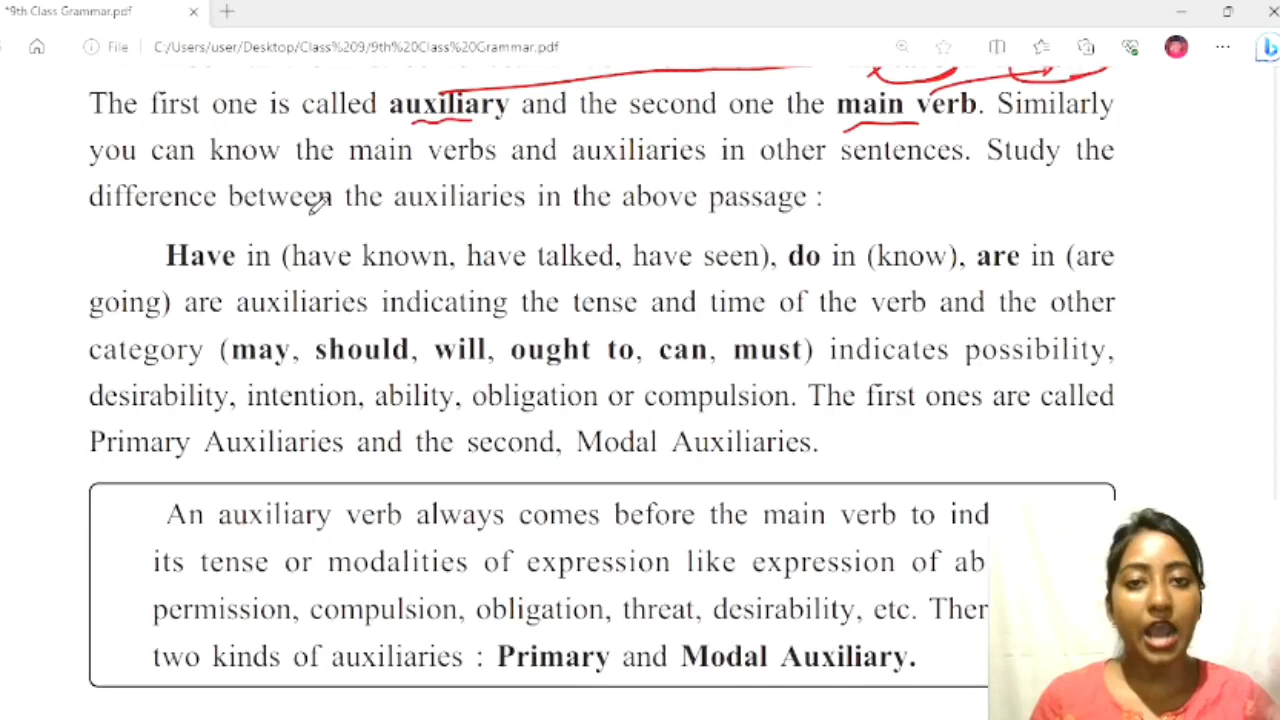 *9th Class Grammar.pdf
File C:/Users/user/Desktop/Class%209/9th%20Class%20Grammar.pdf
The first one is called auxiliary and the second one the main verb. Similarly
you can know the main verbs and auxiliaries in other sentences. Study the
difference between the auxiliaries in the above passage :
Have in (have known, have talked, have seen), do in (know), are in (are
going) are auxiliaries indicating the tense and time of the verb and the other
category (may, should, will, ought to, can, must) indicates possibility,
desirability, intention, ability, obligation or compulsion. The first ones are called
Primary Auxiliaries and the second, Modal Auxiliaries.
An auxiliary verb always comes before the main verb to ind
its tense or modalities of expression like expression of ab
permission, compulsion, obligation, threat, desirability, etc. Ther
two kinds of auxiliaries : Primary and Modal Auxiliary.